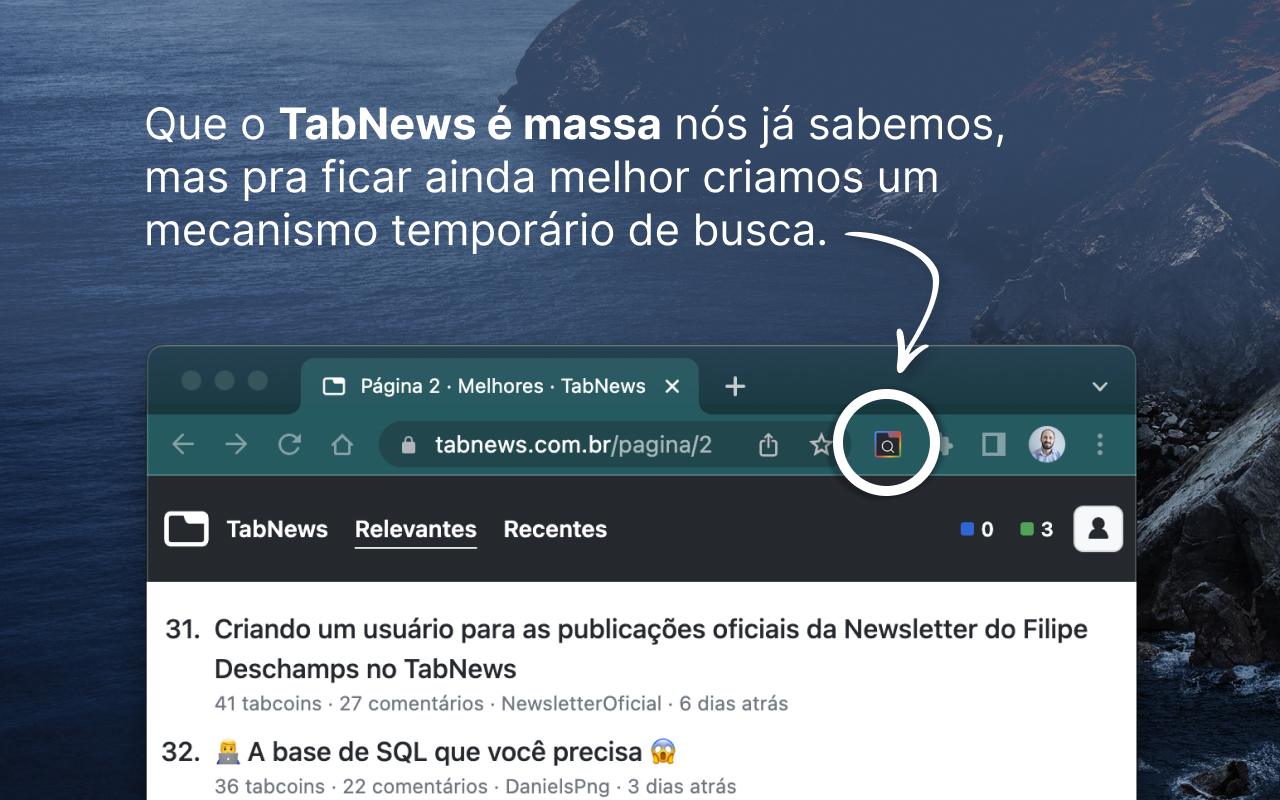 Que o TabNews é massa nós já sabemos,
mas pra ficar ainda melhor criamos um
mecanismo temporário de busca.
Página 2 · Melhores · TabNews
tabnews.com.br/pagina/2
TabNews Relevantes Recentes 0 3
31. Criando um usuário para as publicações oficiais da Newsletter do Filipe
Deschamps no TabNews
41 tabcoins · 27 comentários · NewsletterOficial · 6 dias atrás
32. 👨‍💻 A base de SQL que você precisa 😱
36 tabcoins · 22 comentários · DanielsPng · 3 dias atrás